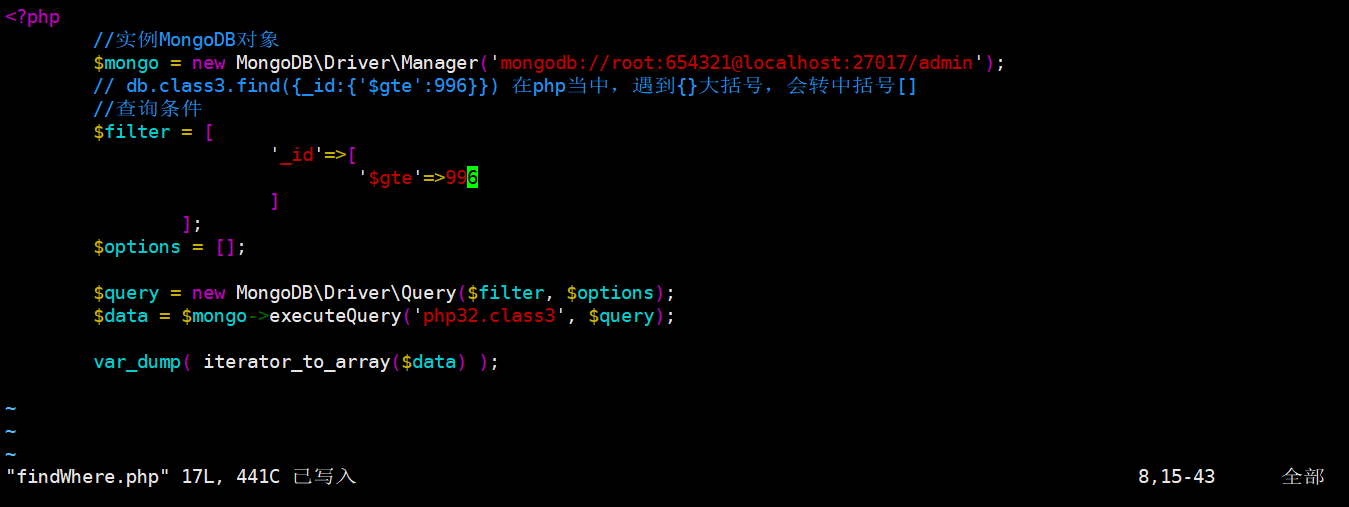 <?php
//实例MongoDB对象
$mongo = new MongoDB\Driver\Manager('mongodb://root:654321@localhost:27017/admin');
// db.class3.find({_id:{'$gte':996}}) 在php当中，遇到{}大括号，会转中括号[]
//查询条件
$filter = [
'_id'=>[
'$gte'=>996
]
];
$options = [];
$query = new MongoDB\Driver\Query($filter, $options);
$data = $mongo->executeQuery('php32.class3', $query);
var_dump( iterator_to_array($data) );
~
~
~
"findWhere.php" 17L, 441C 已写入 8,15-43 全部